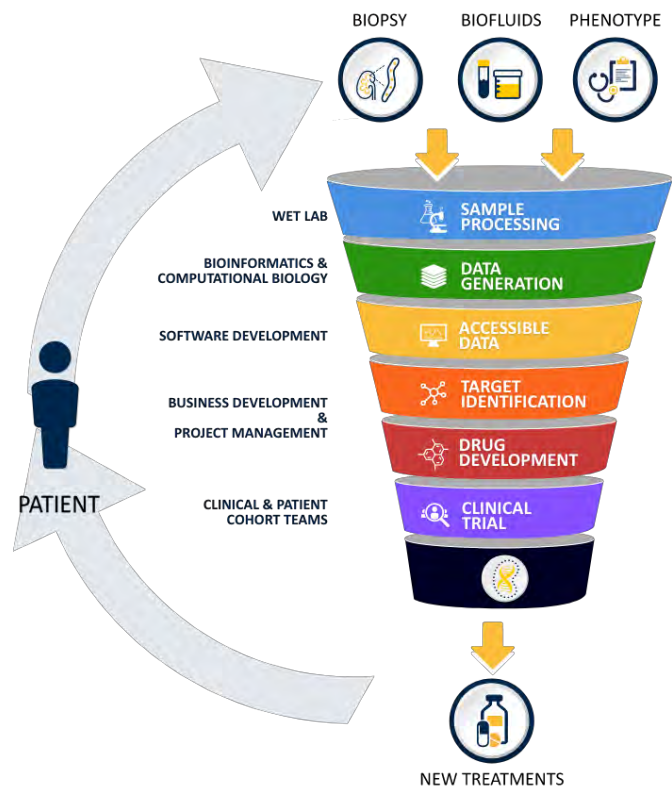 BIOPSY
BIOFLUIDS
PHENOTYPE
WET LAB
SAMPLE
PROCESSING
BIOINFORMATICS &
COMPUTATIONAL BIOLOGY
DATA
GENERATION
SOFTWARE DEVELOPMENT
ACCESSIBLE
DATA
BUSINESS DEVELOPMENT
&
PROJECT MANAGEMENT
TARGET
IDENTIFICATION
DRUG
DEVELOPMENT
PATIENT
CLINICAL & PATIENT
COHORT TEAMS
CLINICAL
TRIAL
NEW TREATMENTS